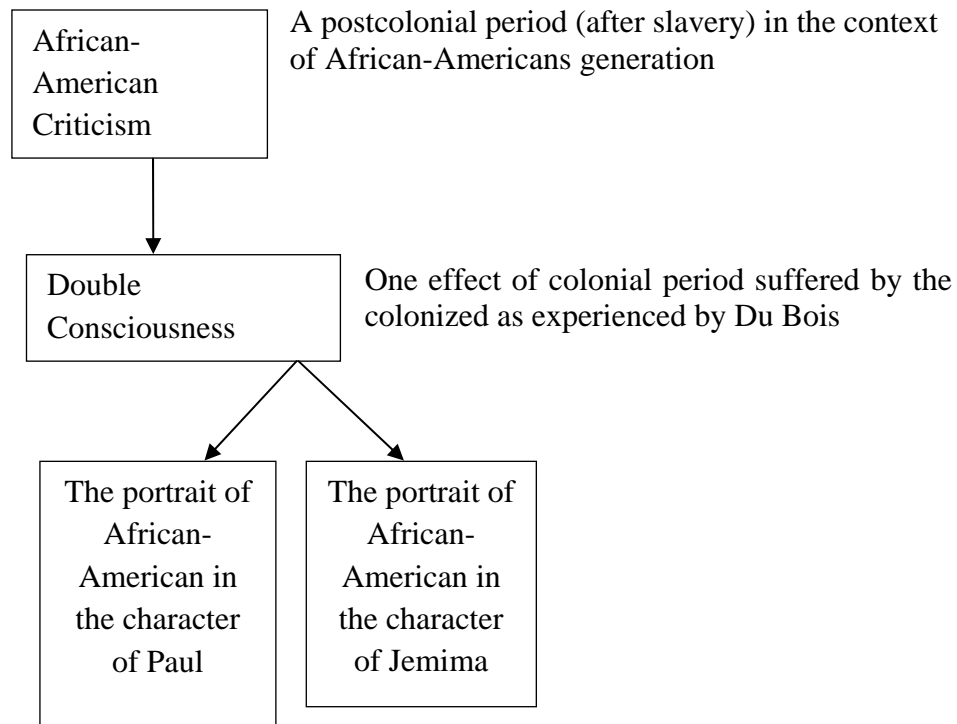 African-
American
Criticism
A postcolonial period (after slavery) in the context
of African-Americans generation
Double
Consciousness
One effect of colonial period suffered by the
colonized as experienced by Du Bois
The portrait of
African-
American in
the character
of Paul
The portrait of
African-
American in
the character
of Jemima